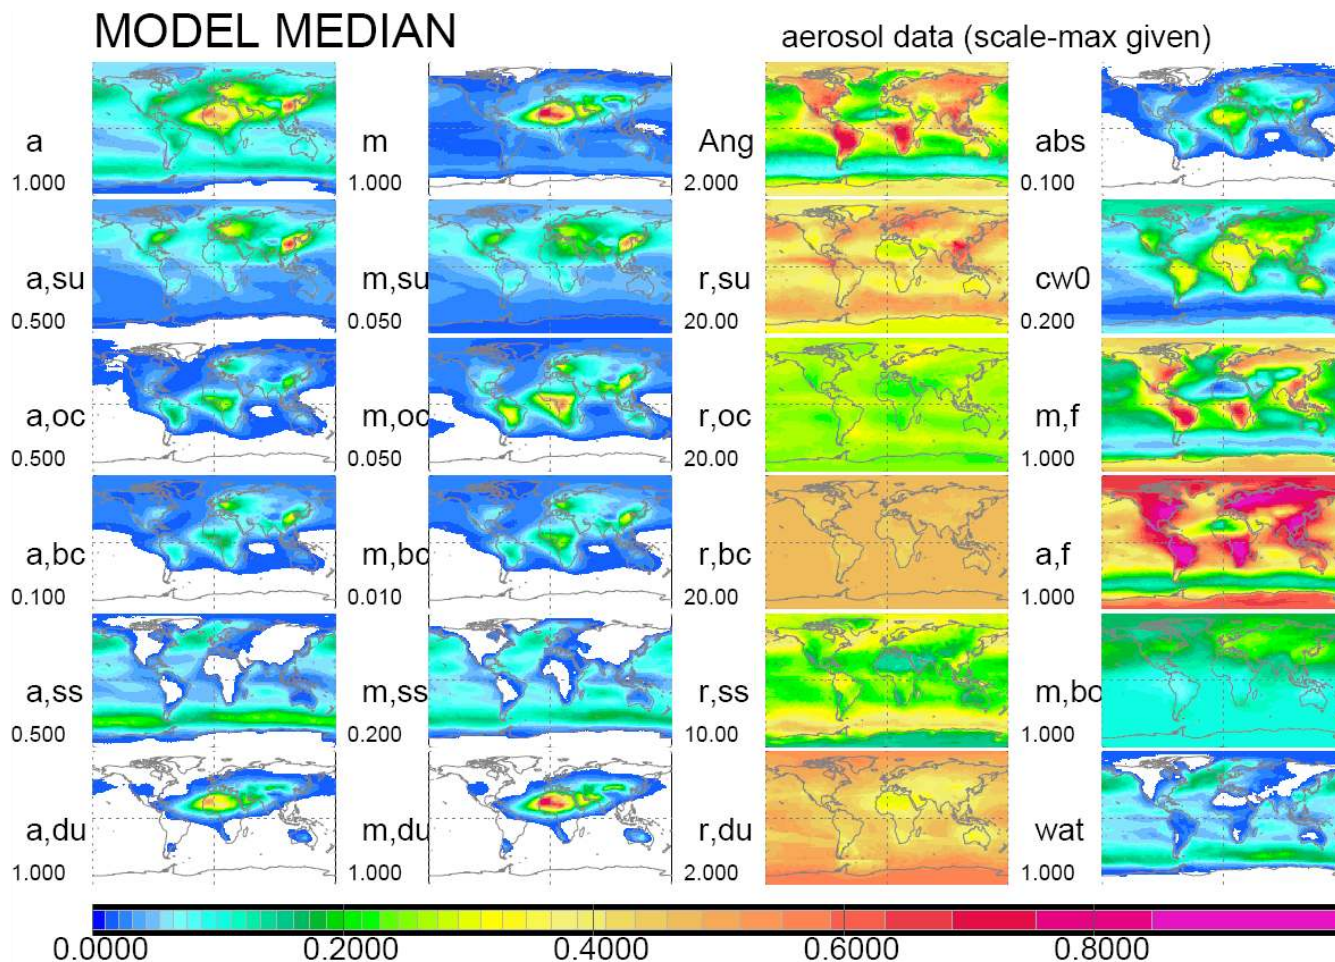 MODEL MEDIAN aerosol data (scale-max given)
a m Ang abs
1.000 1.000 2.000 0.100
a,su m,su r,su cw0
0.500 0.050 20.00 0.200
a,oc m,oc r,oc m,f
0.500 0.050 20.00 1.000
a,bc m,bc r,bc a,f
0.100 0.010 20.00 1.000
a,ss m,ss r,ss m,bc
0.500 0.200 10.00 1.000
a,du m,du r,du wat
1.000 1.000 2.000 1.000
0.0000 0.2000 0.4000 0.6000 0.8000